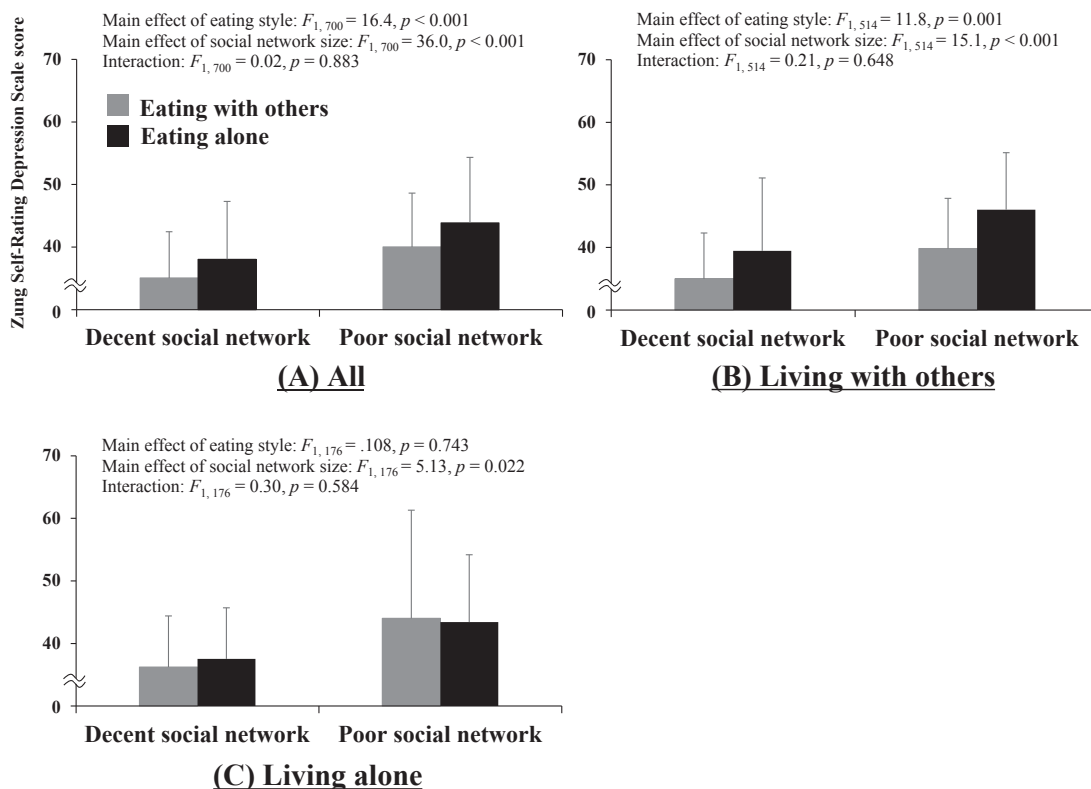 Main effect of eating style: F1, 700 = 16.4, p < 0.001
Main effect of social network size: F1, 700 = 36.0, p < 0.001
Interaction: F1, 700 = 0.02, p = 0.883
Zung Self-Rating Depression Scale score
70
60
50
40
0
Eating with others
Eating alone
Decent social network
Poor social network
(A) All
Main effect of eating style: F1, 514 = 11.8, p = 0.001
Main effect of social network size: F1, 514 = 15.1, p < 0.001
Interaction: F1, 514 = 0.21, p = 0.648
70
60
50
40
0
Decent social network
Poor social network
(B) Living with others
Main effect of eating style: F1, 176 = .108, p = 0.743
Main effect of social network size: F1, 176 = 5.13, p = 0.022
Interaction: F1, 176 = 0.30, p = 0.584
70
60
50
40
0
Decent social network
Poor social network
(C) Living alone